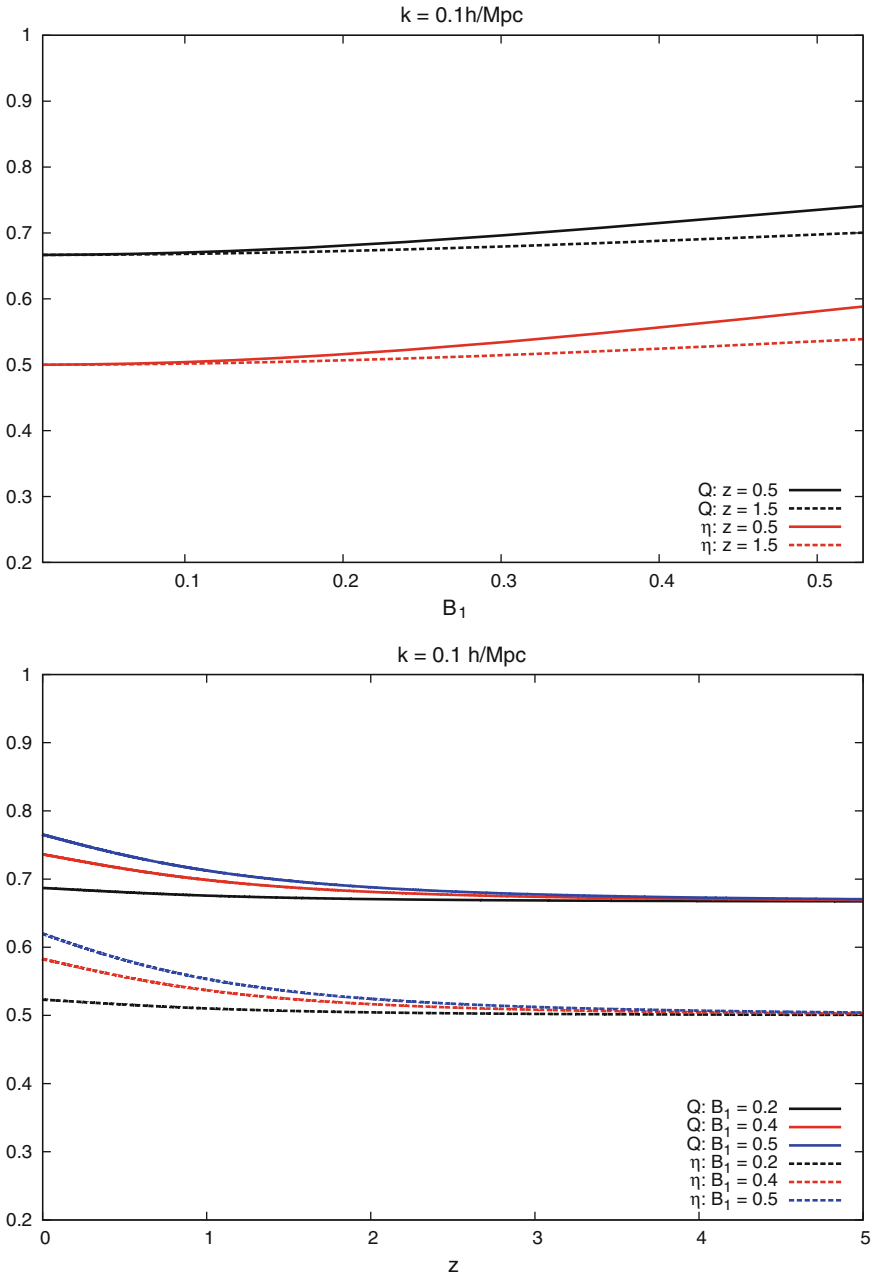 k = 0.1h/Mpc
1
0.9
0.8
0.7
0.6
0.5
0.4
0.3
0.2
Q: z = 0.5
Q: z = 1.5
η: z = 0.5
η: z = 1.5
0.1 0.2 0.3 0.4 0.5
B₁
k = 0.1 h/Mpc
1
0.9
0.8
0.7
0.6
0.5
0.4
0.3
0.2
Q: B₁ = 0.2
Q: B₁ = 0.4
Q: B₁ = 0.5
η: B₁ = 0.2
η: B₁ = 0.4
η: B₁ = 0.5
0 1 2 3 4 5
z